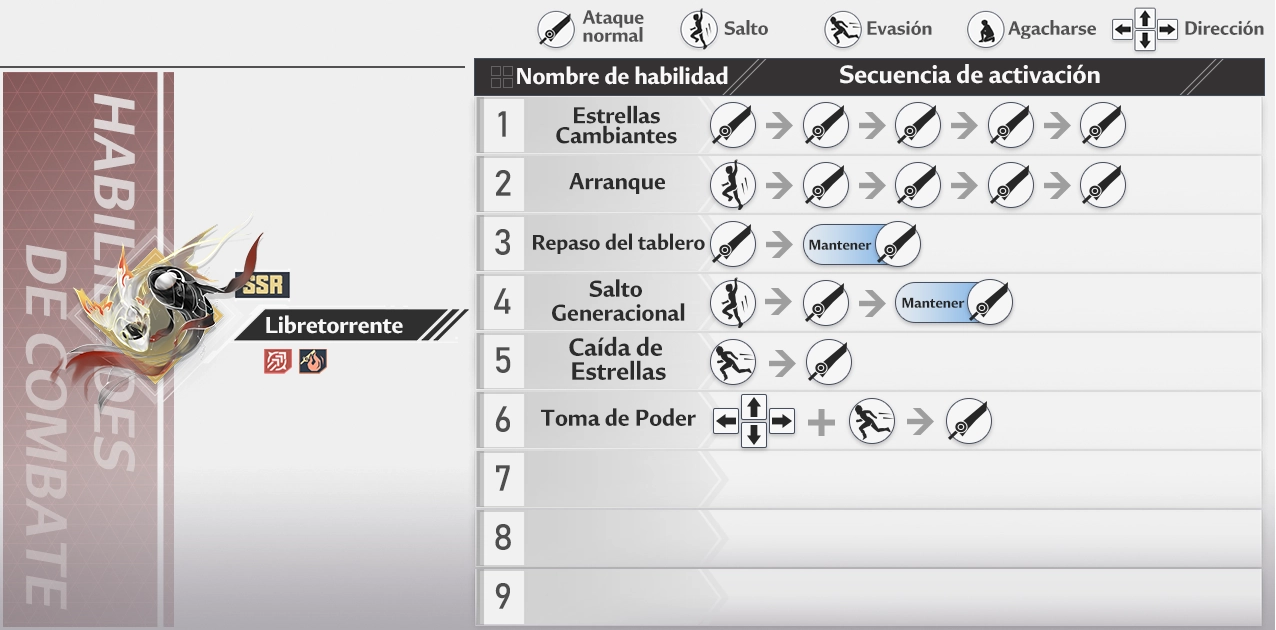 Ataque
normal
Salto
Evasión
Agacharse
Dirección
Nombre de habilidad
Secuencia de activación
HABILIDADES
DE COMBATE
SSR
Libretorrente
1
Estrellas
Cambiantes
2
Arranque
3
Repaso del tablero
Mantener
4
Salto
Generacional
Mantener
5
Caída de
Estrellas
6
Toma de Poder
7
8
9